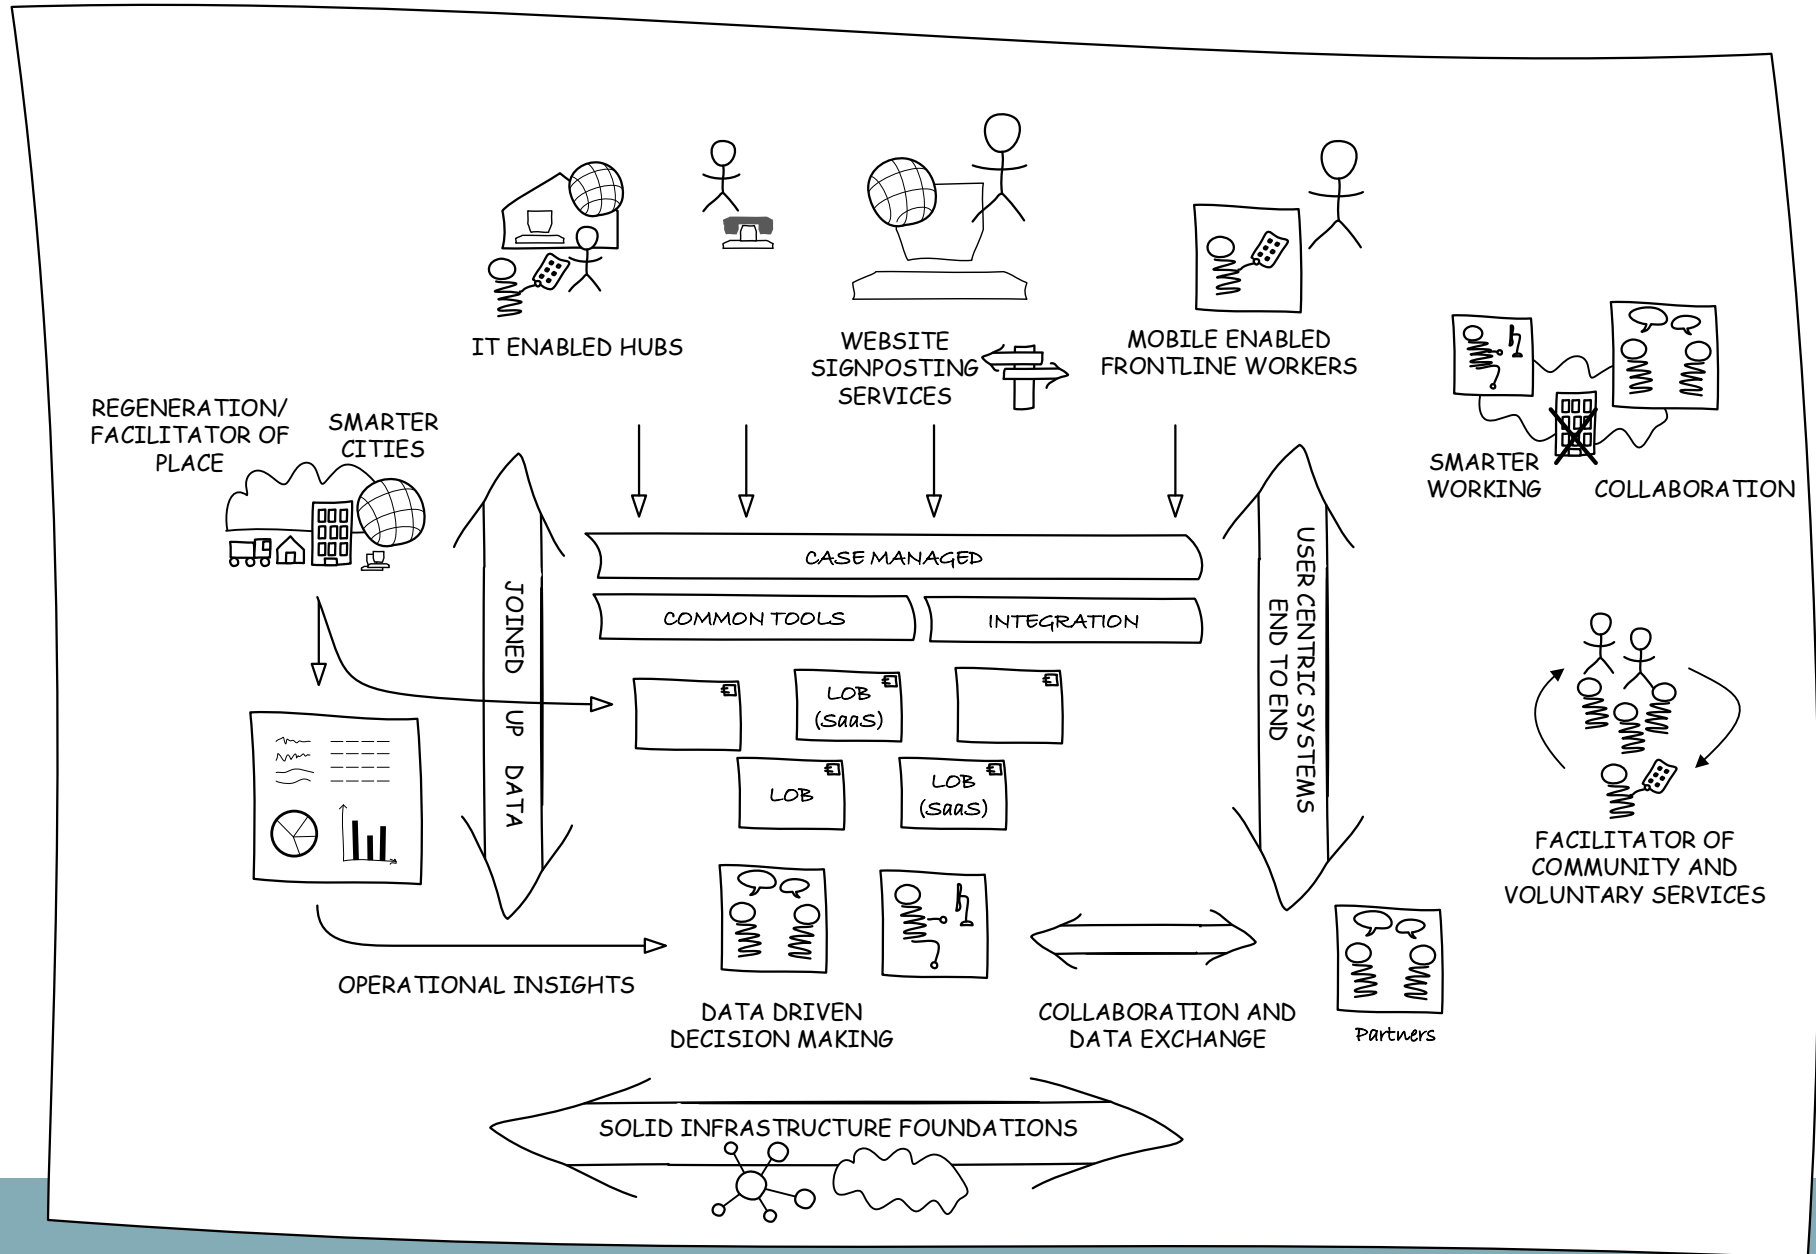 IT ENABLED HUBS
WEBSITE
SIGNPOSTING
SERVICES
MOBILE ENABLED
FRONTLINE WORKERS
REGENERATION/
FACILITATOR OF
PLACE
SMARTER
CITIES
SMARTER
WORKING
COLLABORATION
CASE MANAGED
COMMON TOOLS
INTEGRATION
JOINED UP DATA
USER CENTRIC SYSTEMS
END TO END
LOB
(SaaS)
LOB
LOB
(SaaS)
FACILITATOR OF
COMMUNITY AND
VOLUNTARY SERVICES
OPERATIONAL INSIGHTS
DATA DRIVEN
DECISION MAKING
COLLABORATION AND
DATA EXCHANGE
Partners
SOLID INFRASTRUCTURE FOUNDATIONS